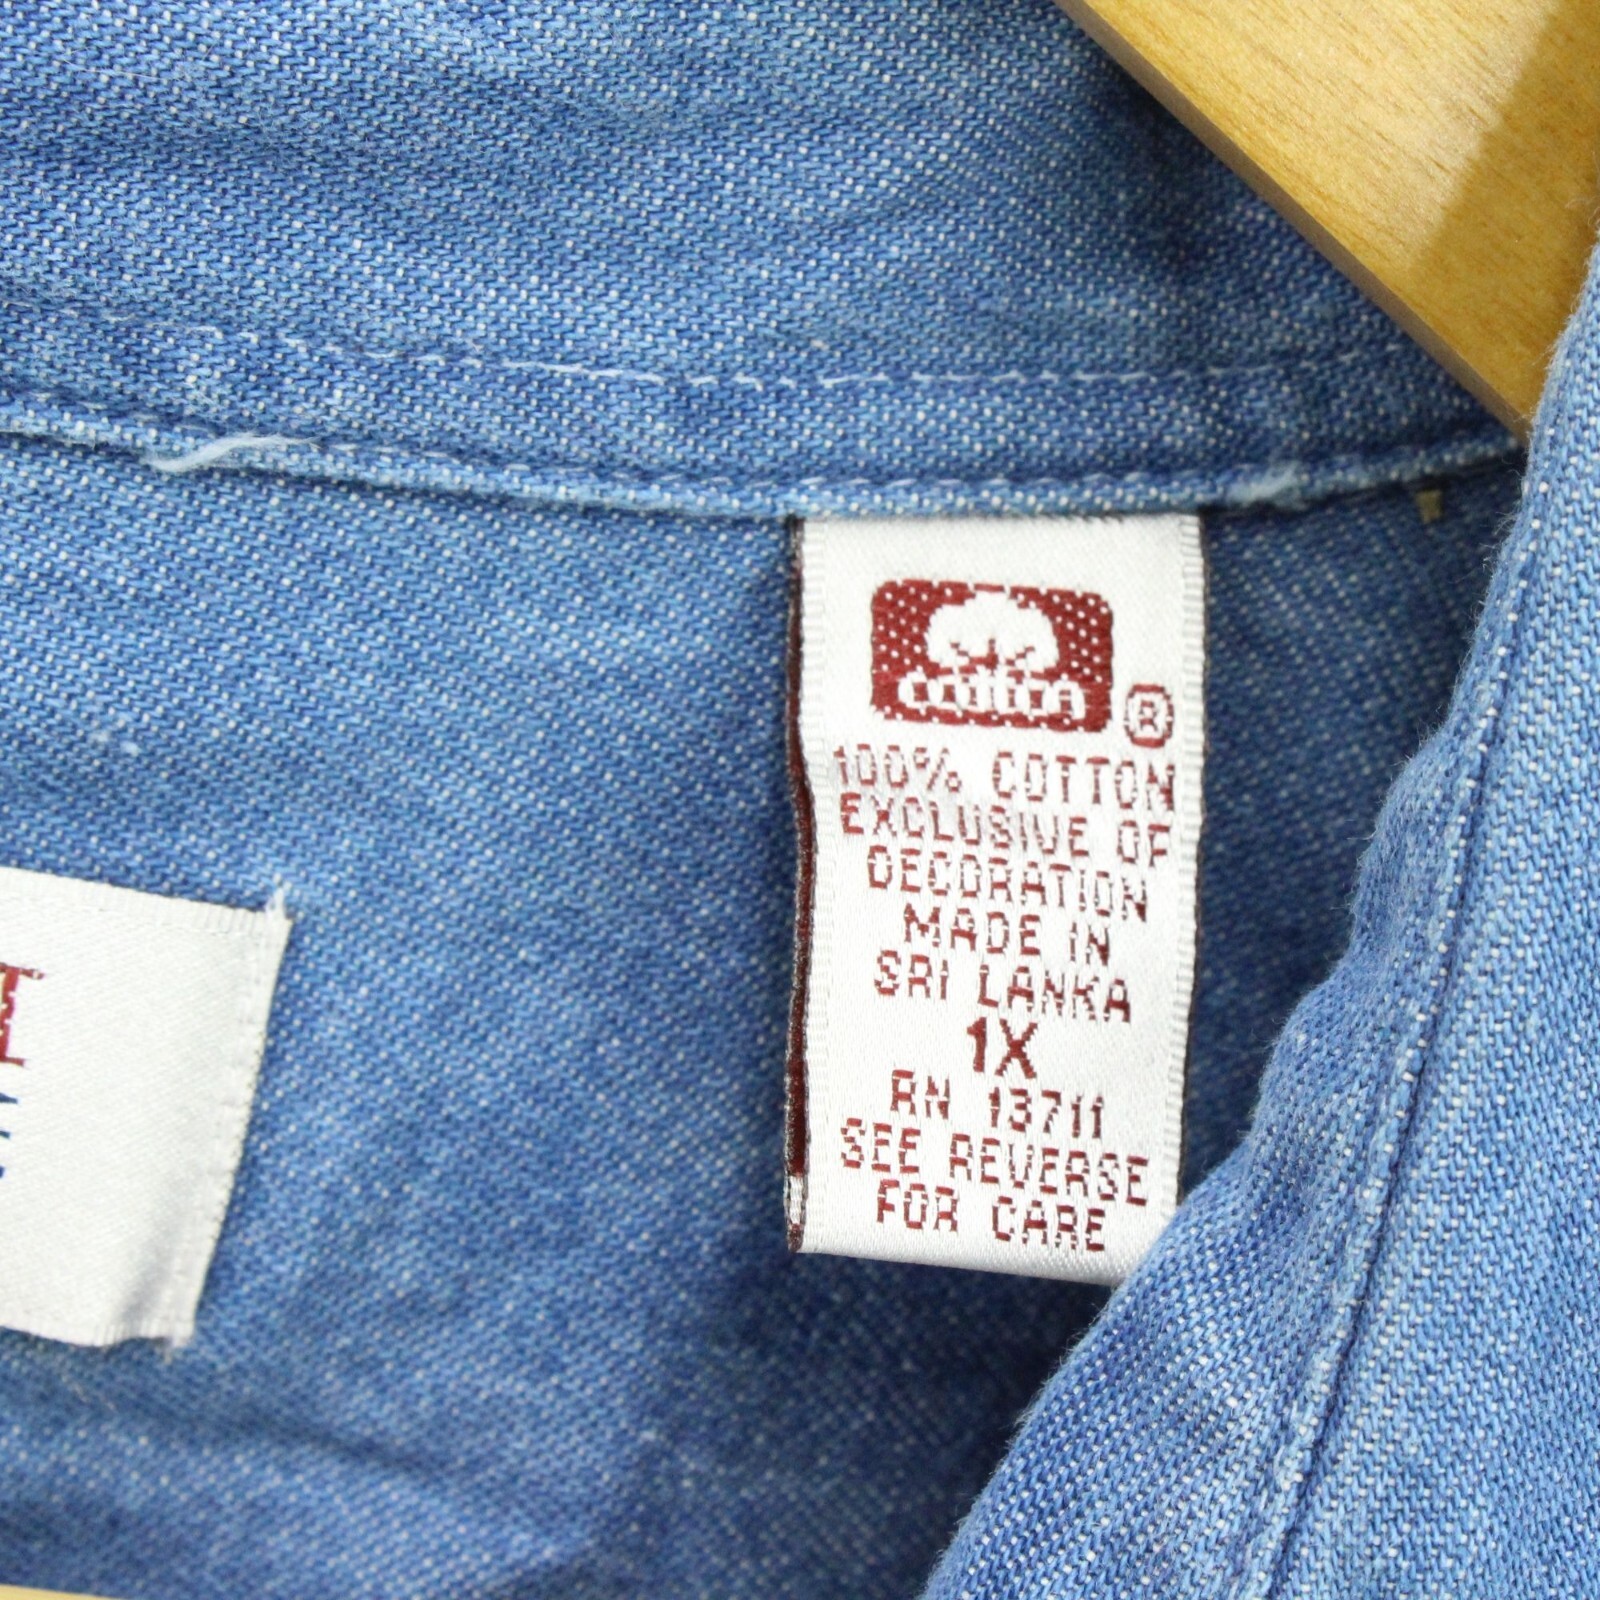 cotton ®
100% COTTON
EXCLUSIVE OF
DECORATION
MADE IN
SRI LANKA
1X
RN 13711
SEE REVERSE
FOR CARE
T